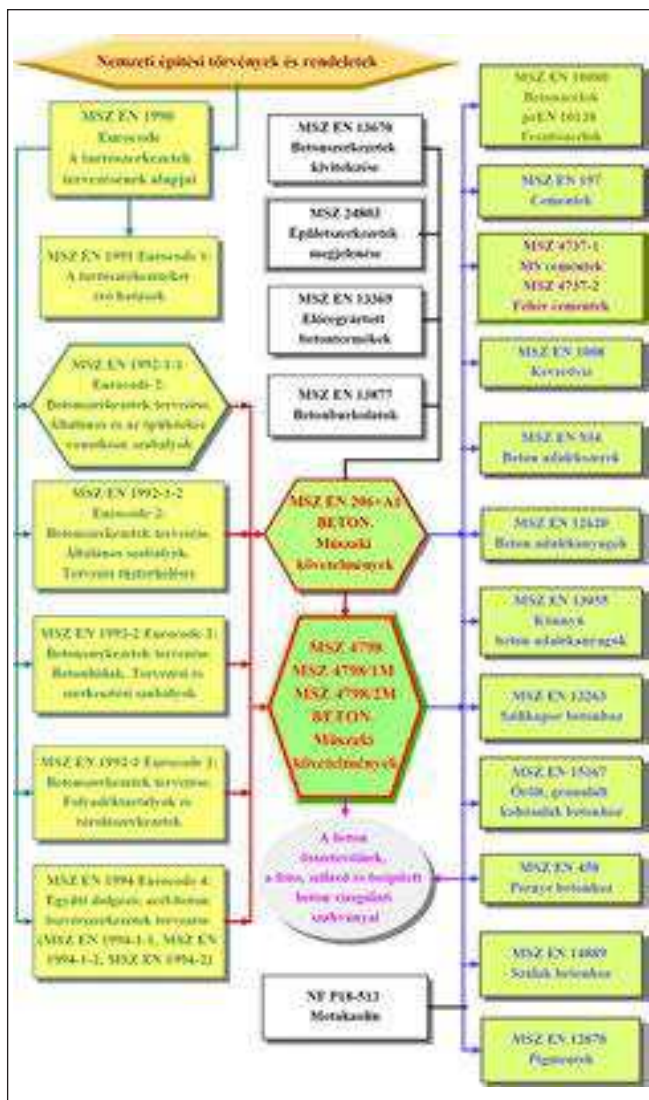 Nemzeti építési törvények és rendeletek
MSZ EN 1990
Eurocode
A tartószerkezetek
tervezésének alapjai
MSZ EN 1991 Eurocode 1:
A tartószerkezeteket
érő hatások
MSZ EN 1992-1-1
Eurocode 2:
Betonszerkezetek tervezése.
Általános és az épületekre
vonatkozó szabályok
MSZ EN 1992-1-2
Eurocode 2:
Betonszerkezetek tervezése.
Általános szabályok.
Tervezés tűzterhelésre
MSZ EN 1992-2 Eurocode 2:
Betonszerkezetek tervezése.
Betonhidak. Tervezési és
szerkesztési szabályok
MSZ EN 1992-3 Eurocode 2:
Betonszerkezetek tervezése.
Folyadéktartályok és
tárolószerkezetek
MSZ EN 1994 Eurocode 4:
Együtt dolgozó, acél-beton
öszvérszerkezetek tervezése
(MSZ EN 1994-1-1, MSZ EN
1994-1-2, MSZ EN 1994-2)
MSZ EN 13670
Betonszerkezetek
kivitelezése
MSZ 24803
Épületszerkezetek
megjelenése
MSZ EN 13369
Előregyártott
betontermékek
MSZ EN 13877
Betonburkolatok
MSZ EN 206+A1
BETON.
Műszaki
követelmények
MSZ 4798
MSZ 4798/1M
MSZ 4798/2M
BETON.
Műszaki
követelmények
A beton
összetevőinek,
a friss, szilárd és beépített
beton vizsgálati
szabványai
NF P18-513
Metakaolin
MSZ EN 10080
Betonacélok
prEN 10138
Feszítőacélok
MSZ EN 197
Cementek
MSZ 4737-1
MS cementek
MSZ 4737-2
Fehér cementek
MSZ EN 1008
Keverővíz
MSZ EN 934
Beton adalékszerek
MSZ EN 12620
Beton adalékanyagok
MSZ EN 13055
Könnyű
beton adalékanyagok
MSZ EN 13263
Szilikapor betonhoz
MSZ EN 15167
Őrölt, granulált
kohósalak betonhoz
MSZ EN 450
Pernye betonhoz
MSZ EN 14889
Szálak betonhoz
MSZ EN 12878
Pigmentek